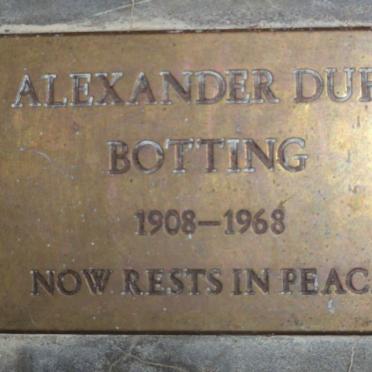 ALEXANDER DUF
BOTTING
1908–1968
NOW RESTS IN PEAC